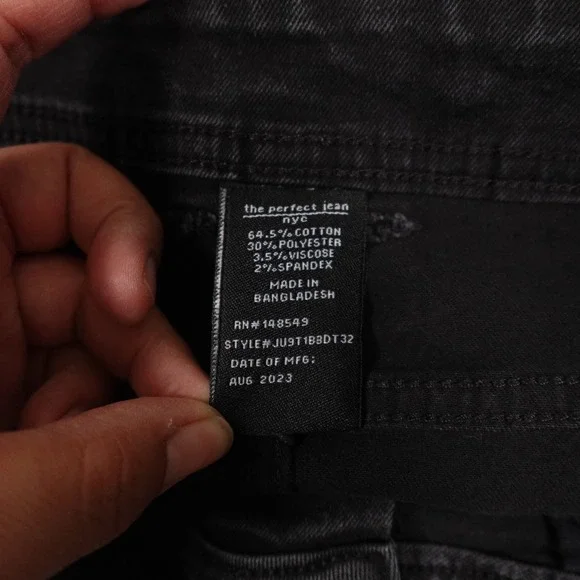 the perfect jean
nyc
64.5% COTTON
30% POLYESTER
3.5% VISCOSE
2% SPANDEX
MADE IN
BANGLADESH
RN# 148549
STYLE# JU9T1BBDT32
DATE OF MFG:
AUG 2023